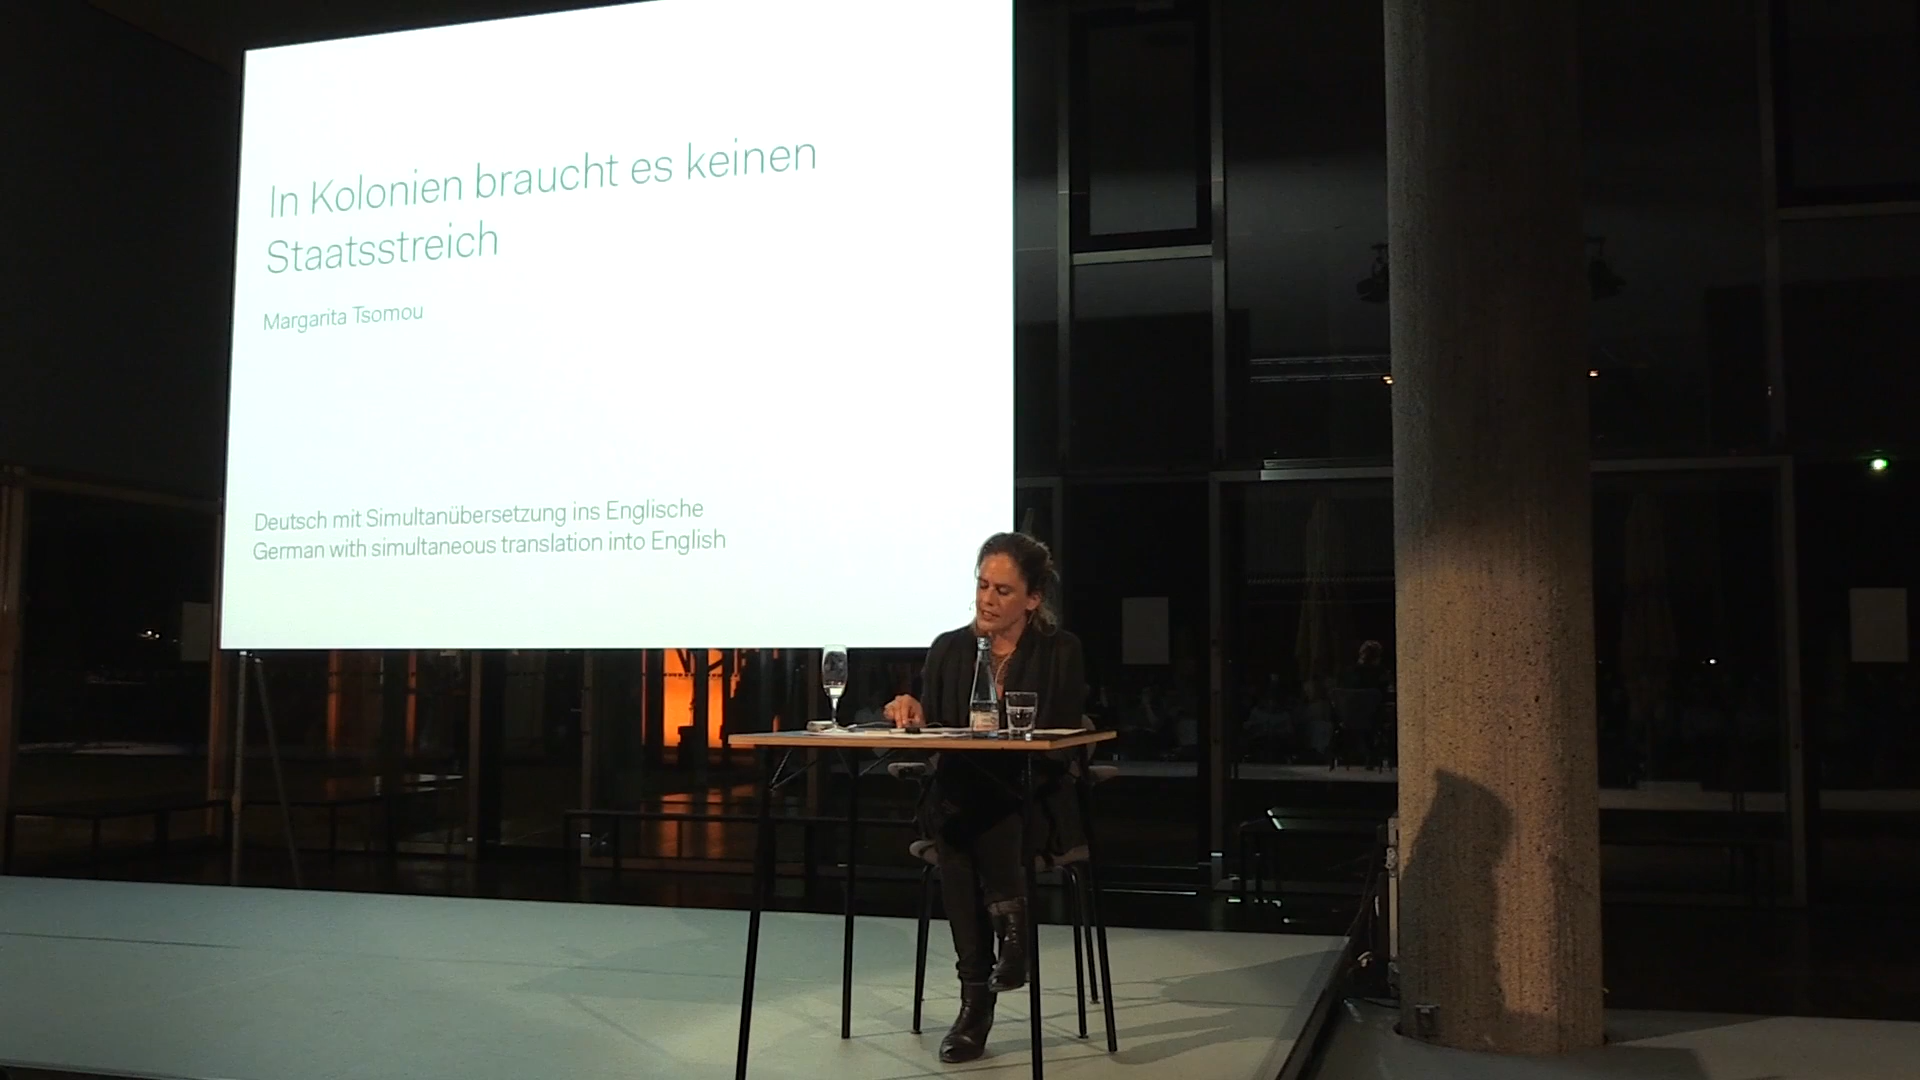 In Kolonien braucht es keinen
Staatsstreich
Margarita Tsomou
Deutsch mit Simultanübersetzung ins Englische
German with simultaneous translation into English